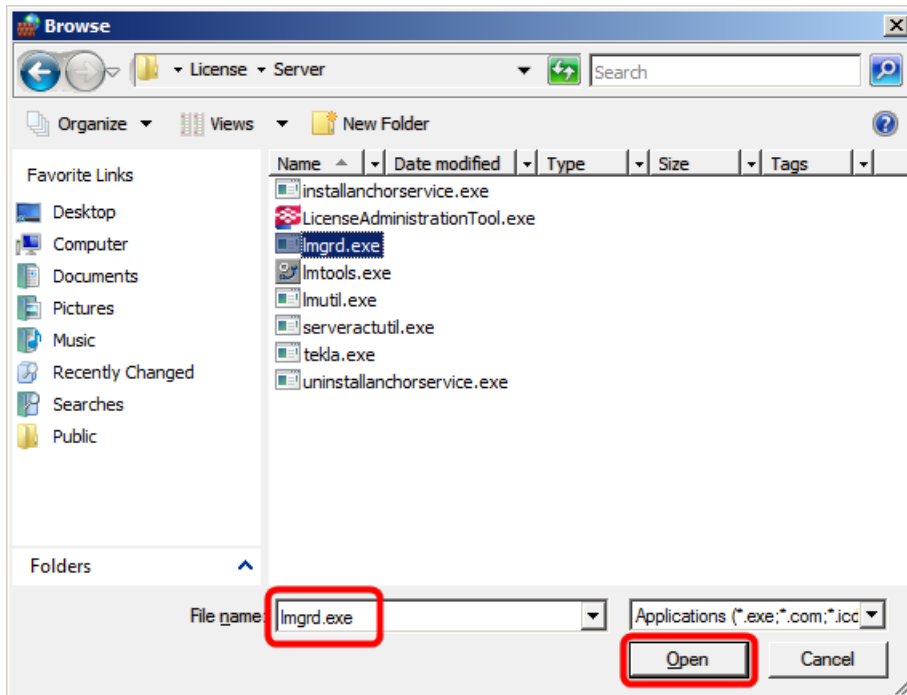 Browse
License Server
Search
Organize Views New Folder
Favorite Links
Desktop
Computer
Documents
Pictures
Music
Recently Changed
Searches
Public
Folders
Name Date modified Type Size Tags
installanchorservice.exe
LicenseAdministrationTool.exe
lmgrd.exe
lmtools.exe
lmutil.exe
serveractutil.exe
tekla.exe
uninstallanchorservice.exe
File name: lmgrd.exe
Applications (*.exe;*.com;*.icd
Open Cancel